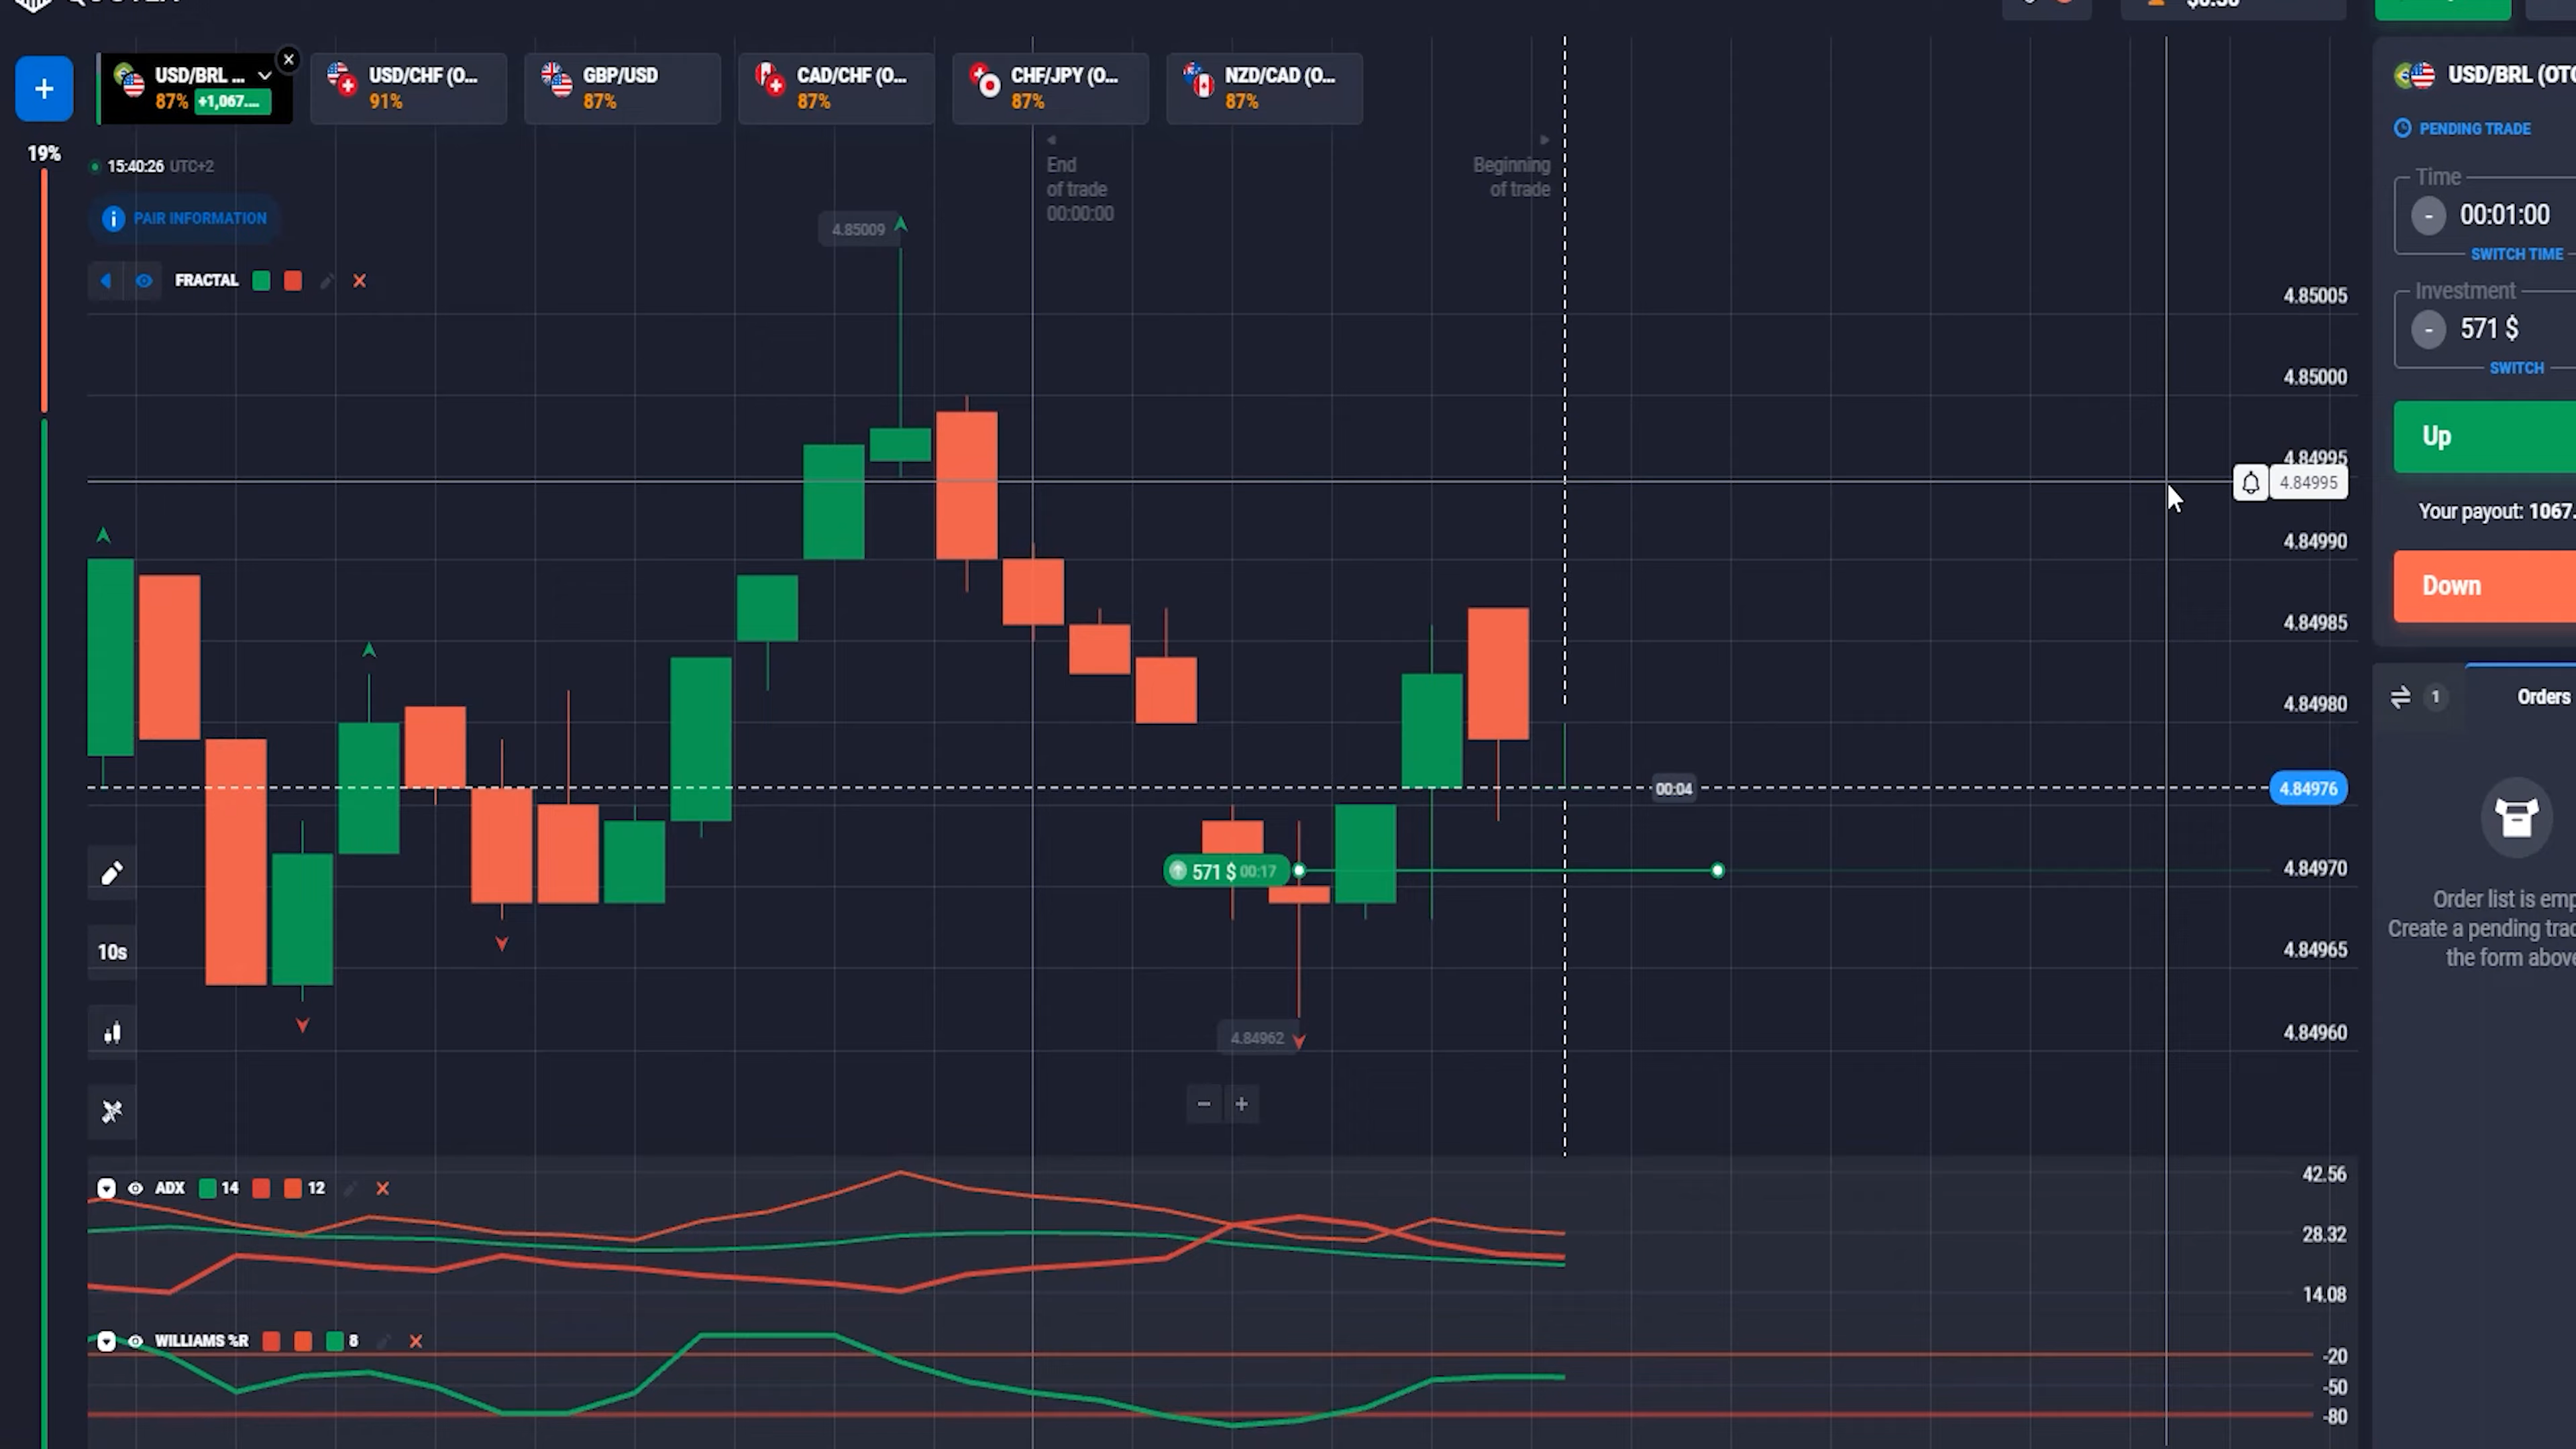 USD/BRL ...
87% +1,067....
USD/CHF (O...
91%
GBP/USD
87%
CAD/CHF (O...
87%
CHF/JPY (O...
87%
NZD/CAD (O...
87%
USD/BRL (OTC
PENDING TRADE
Time
- 00:01:00
SWITCH TIME
Investment
- 571 $
SWITCH
Up
Your payout: 1067.
Down
1
Orders
Order list is emp
Create a pending trad
the form above
19%
15:40:26 UTC+2
PAIR INFORMATION
FRACTAL
End
of trade
00:00:00
Beginning
of trade
4.85009
4.85005
4.85000
4.84995
4.84995
4.84990
4.84985
4.84980
00:04
4.84976
571 $ 00:17
4.84970
4.84965
4.84962
4.84960
10s
- +
ADX 14 12
42.56
28.32
14.08
WILLIAMS %R 8
-20
-50
-80